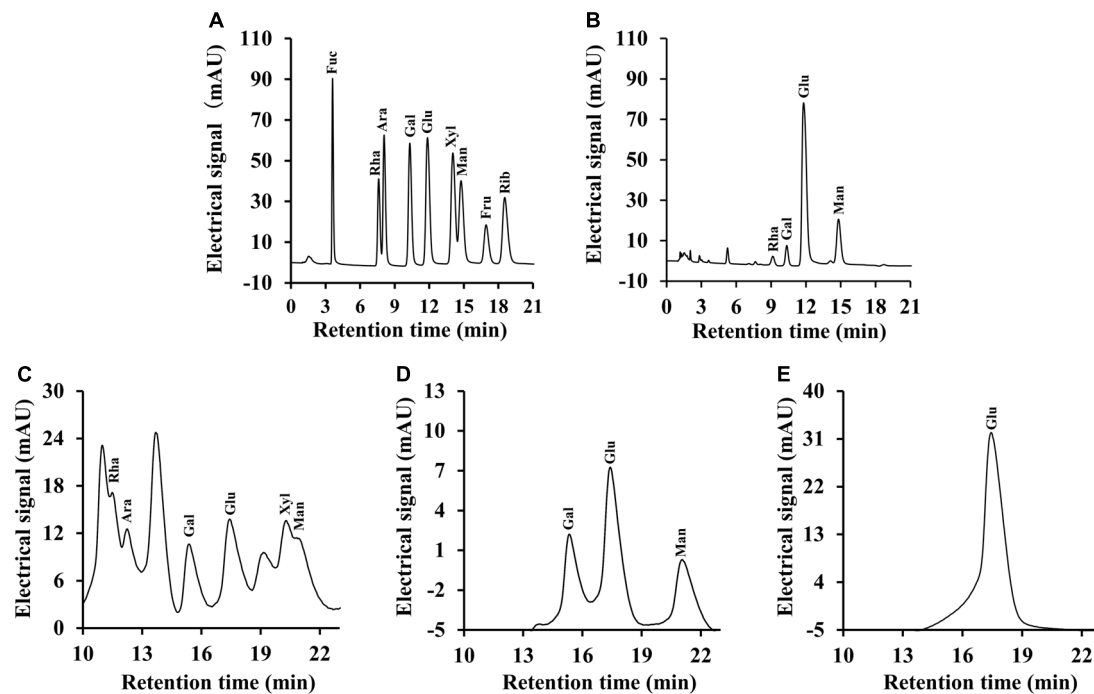 A
Electrical signal （mAU)
110
90
70
50
30
10
-10
Fuc
Rha
Ara
Gal
Glu
Xyl
Man
Fru
Rib
0 3 6 9 12 15 18 21
Retention time (min)
B
Electrical signal (mAU)
110
90
70
50
30
10
-10
Rha
Gal
Glu
Man
0 3 6 9 12 15 18 21
Retention time (min)
C
Electrical signal (mAU)
30
24
18
12
6
0
Rha
Ara
Gal
Glu
Xyl
Man
10 13 16 19 22
Retention time (min)
D
Electrical signal (mAU)
13
10
7
4
1
-2
-5
Gal
Glu
Man
10 13 16 19 22
Retention time (min)
E
Electrical signal (mAU)
40
31
22
13
4
-5
Glu
10 13 16 19 22
Retention time (min)